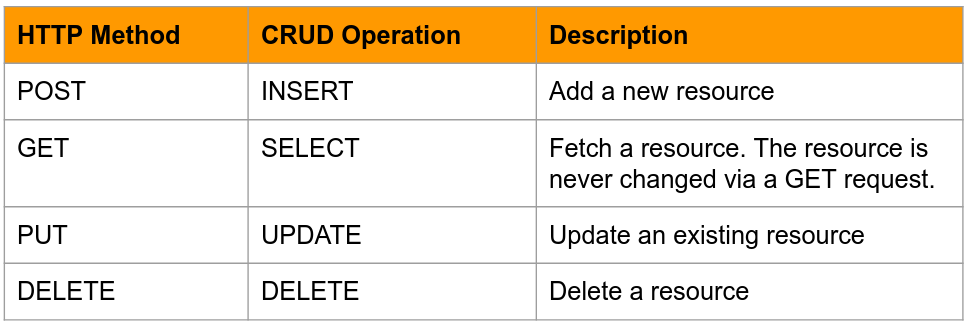 HTTP Method CRUD Operation Description
POST INSERT Add a new resource
GET SELECT Fetch a resource. The resource is
never changed via a GET request.
PUT UPDATE Update an existing resource
DELETE DELETE Delete a resource